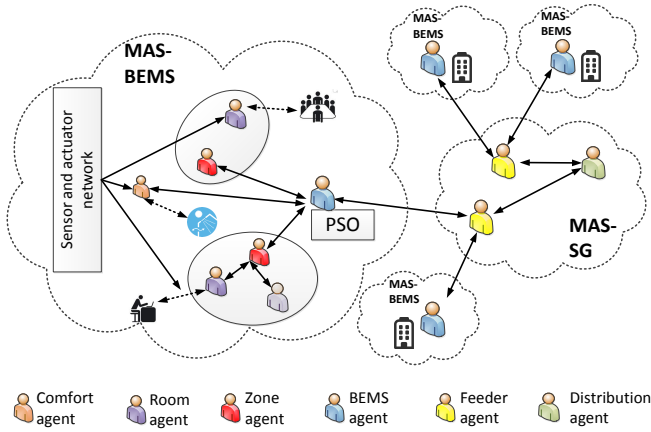 MAS-
BEMS
MAS-
BEMS
MAS-
BEMS
Sensor and actuator
network
PSO
MAS-
SG
MAS-
BEMS
Comfort
agent
Room
agent
Zone
agent
BEMS
agent
Feeder
agent
Distribution
agent